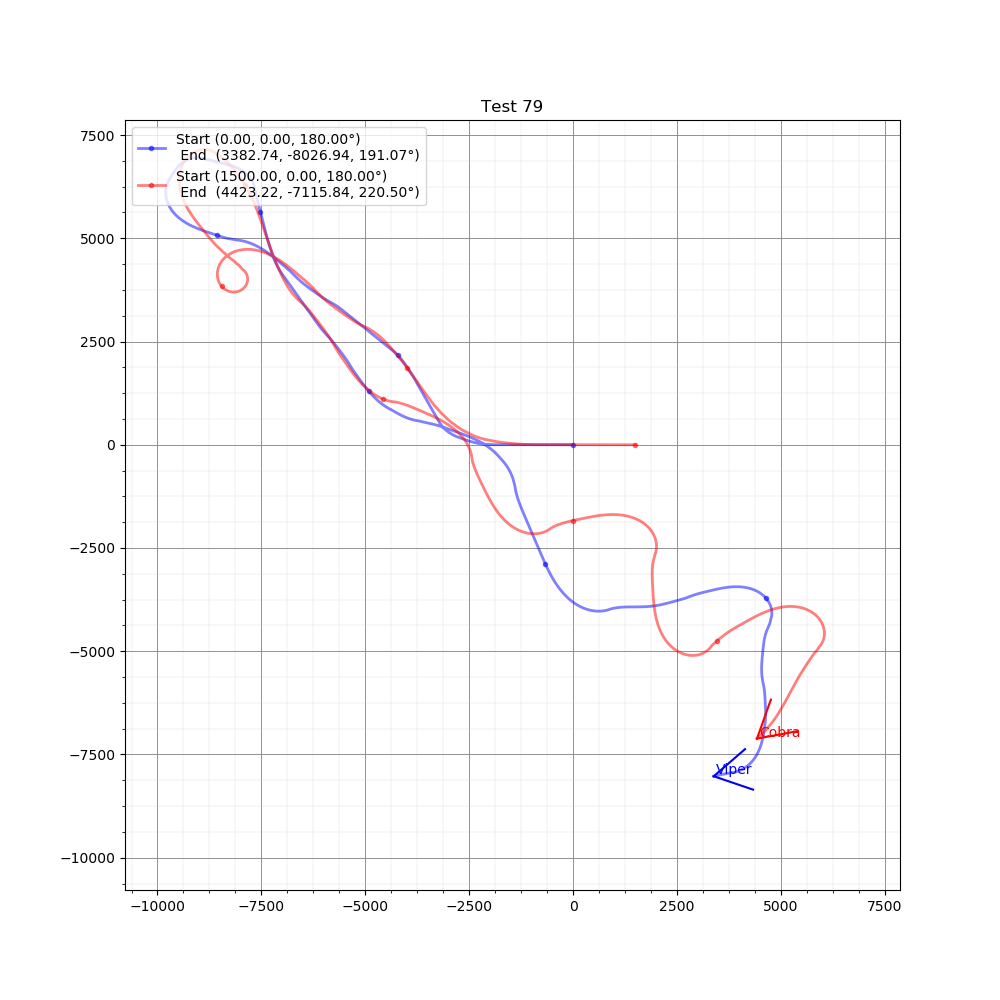 Test 79
Start (0.00, 0.00, 180.00°)
End  (3382.74, -8026.94, 191.07°)
Start (1500.00, 0.00, 180.00°)
End  (4423.22, -7115.84, 220.50°)
7500
5000
2500
0
−2500
−5000
−7500
−10000
Cobra
Viper
−10000 −7500 −5000 −2500 0 2500 5000 7500